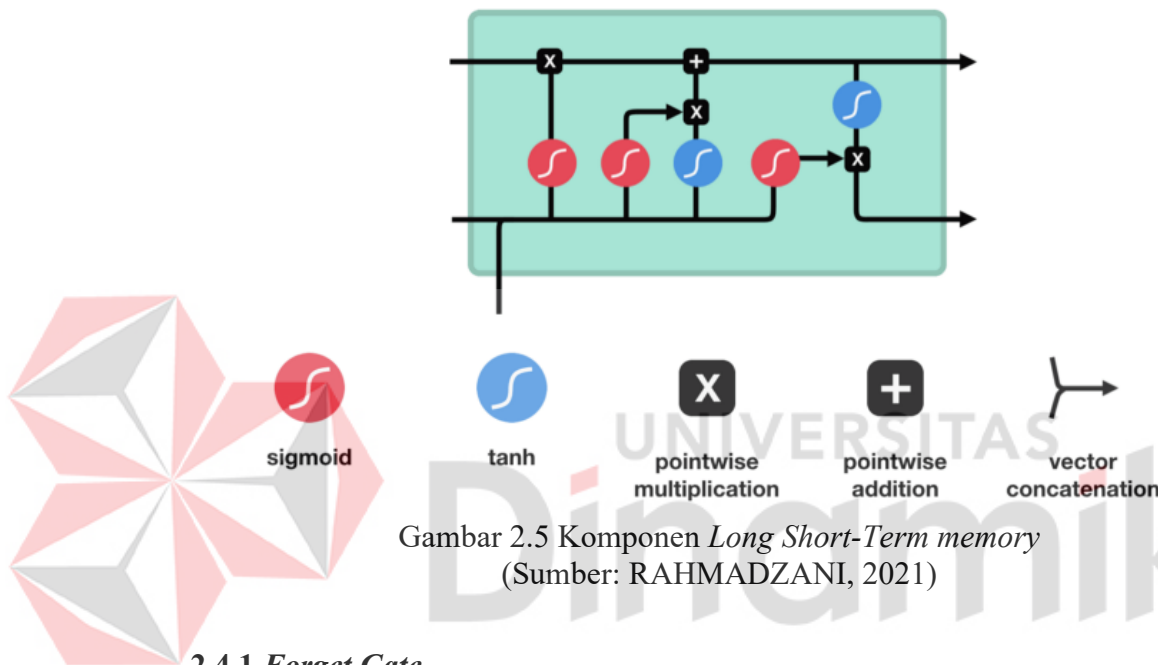 X
+
X
X
X
+
sigmoid
tanh
pointwise
multiplication
pointwise
addition
vector
concatenation
UNIVERSITAS
Dinamik
Gambar 2.5 Komponen Long Short-Term memory
(Sumber: RAHMADZANI, 2021)
2.4.1 Forget Gate